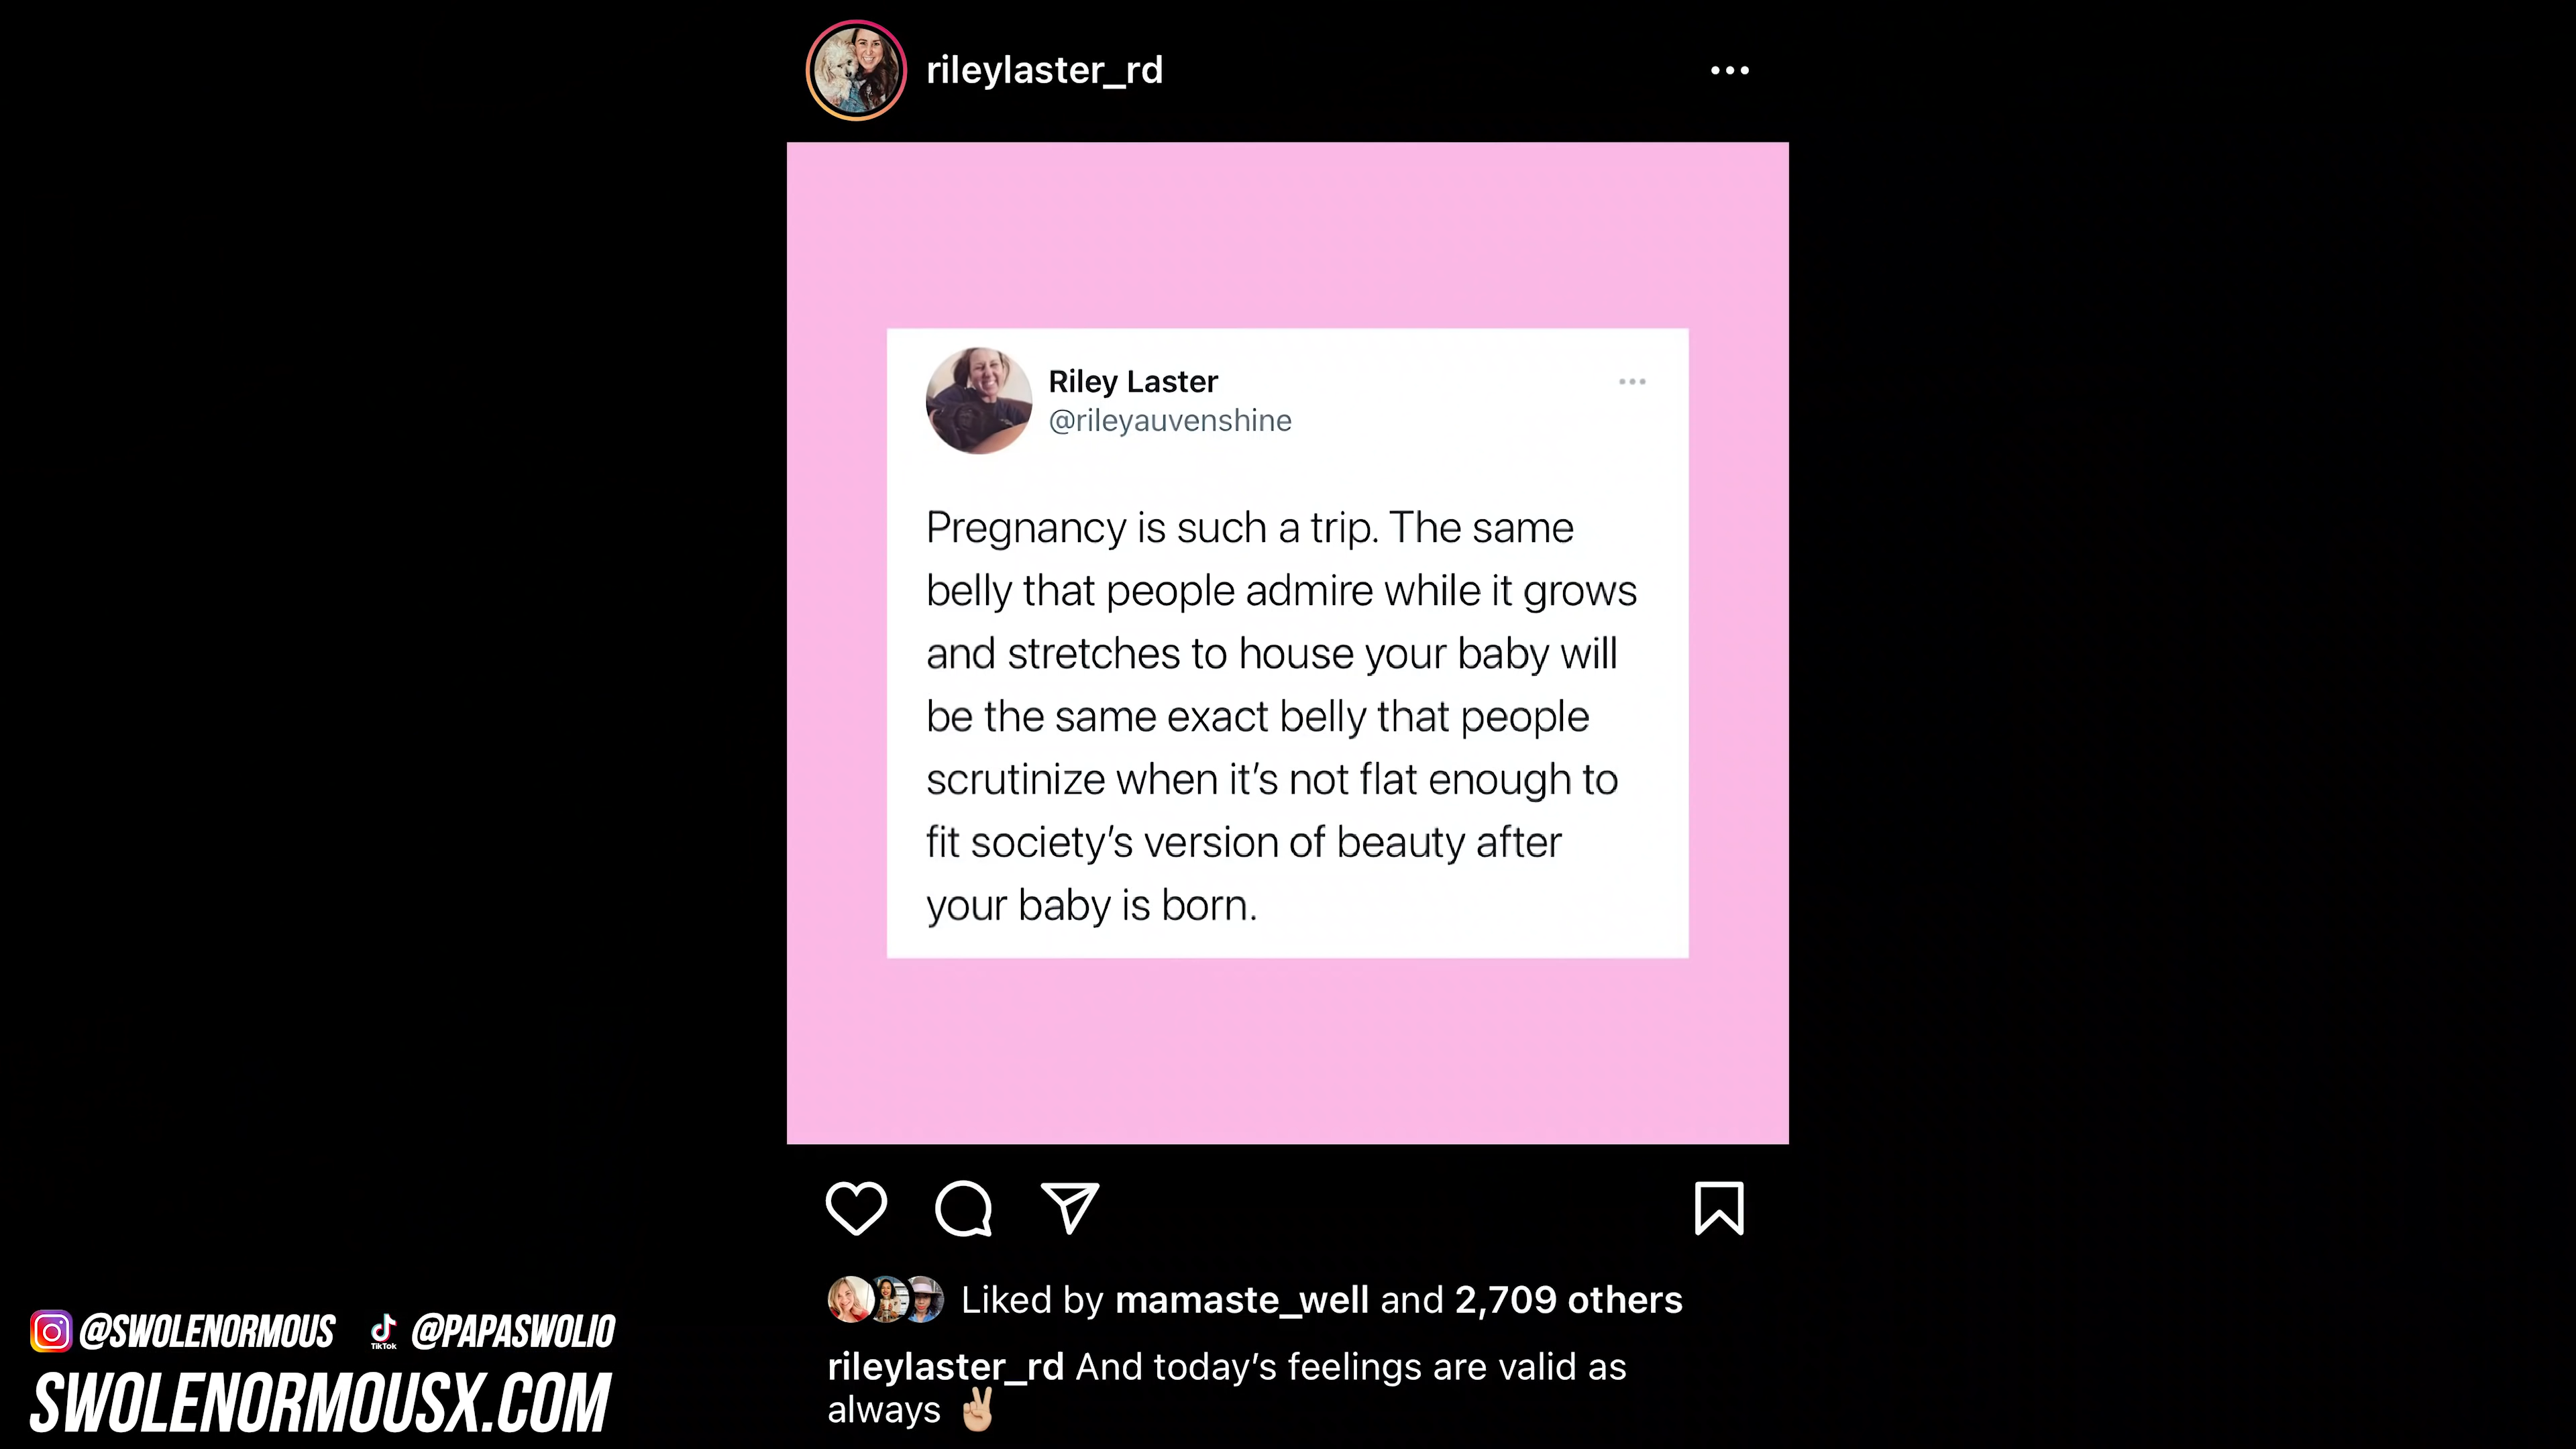 rileylaster_rd
Riley Laster
@rileyauvenshine
Pregnancy is such a trip. The same
belly that people admire while it grows
and stretches to house your baby will
be the same exact belly that people
scrutinize when it's not flat enough to
fit society's version of beauty after
your baby is born.
Liked by mamaste_well and 2,709 others
rileylaster_rd And today's feelings are valid as
always ✌🏼
@SWOLENORMOUS TikTok @PAPASWOLIO
SWOLENORMOUSX.COM